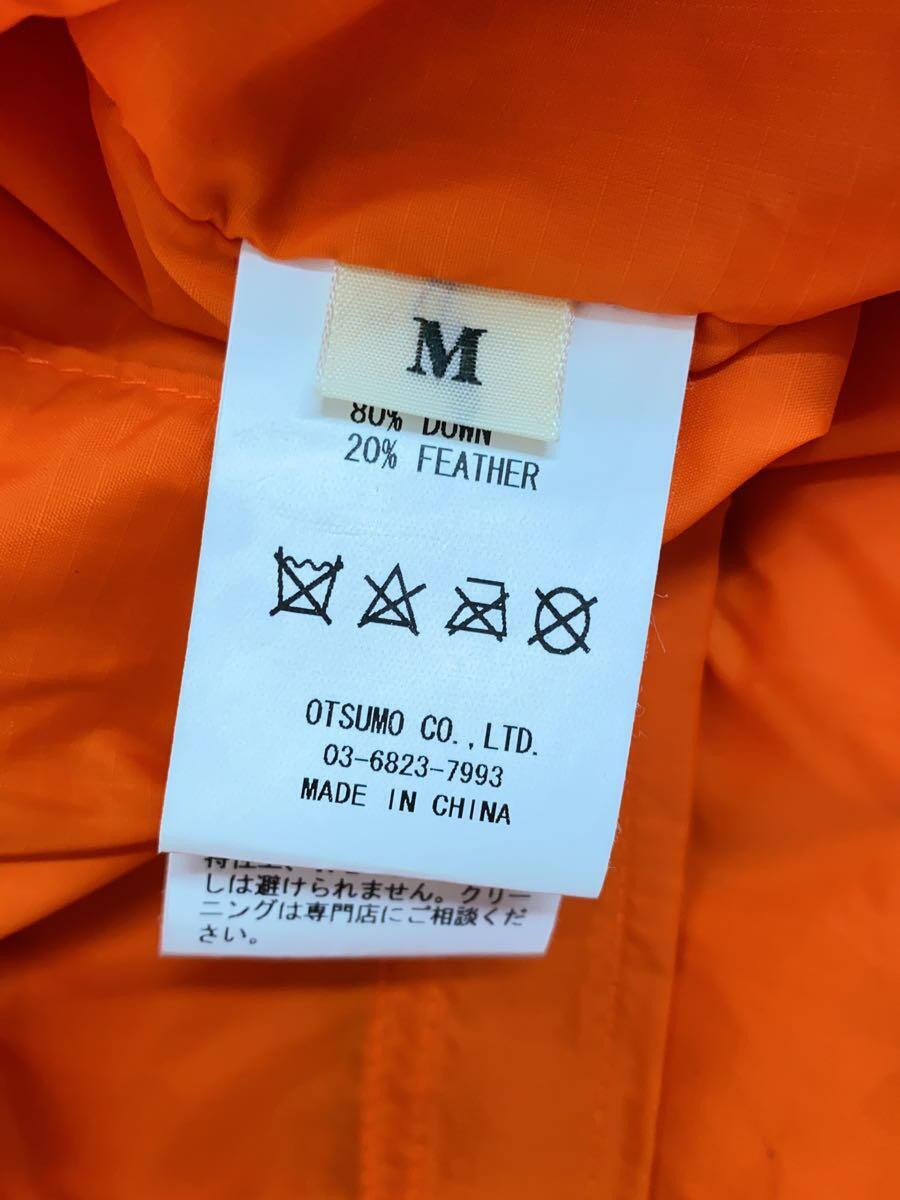 M
80% DOWN
20% FEATHER
OTSUMO CO.,LTD.
03-6823-7993
MADE IN CHINA
しは避けられません。クリー
ニングは専門店にご相談くだ
さい。